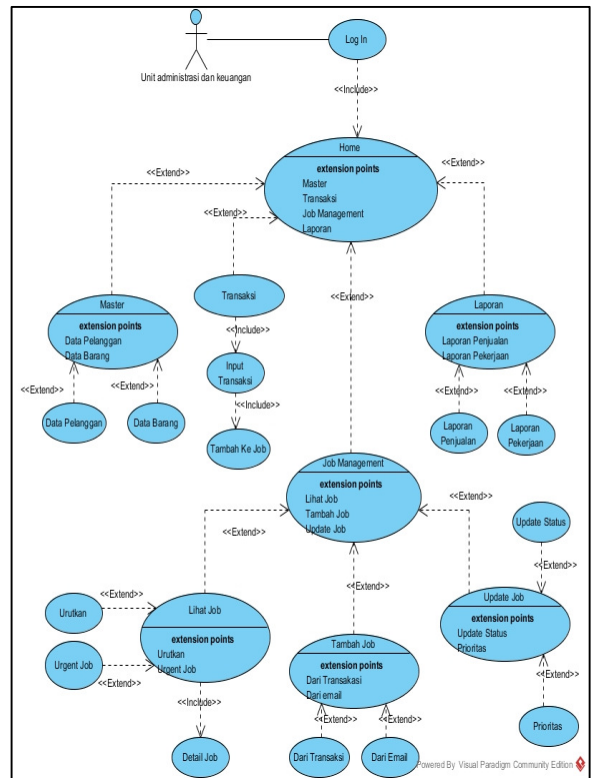 Log In
Unit administrasi dan keuangan
<<Include>>
Home
extension points
Master
Transaksi
Job Management
Laporan
<<Extend>>
<<Extend>>
<<Extend>>
<<Extend>>
Master
extension points
Data Pelanggan
Data Barang
Transaksi
<<Include>>
Input
Transaksi
<<Include>>
Tambah Ke Job
Laporan
extension points
Laporan Penjualan
Laporan Pekerjaan
<<Extend>>
<<Extend>>
Data Pelanggan
Data Barang
<<Extend>>
<<Extend>>
Laporan
Penjualan
Laporan
Pekerjaan
Job Management
extension points
Lihat Job
Tambah Job
Update Job
<<Extend>>
<<Extend>>
<<Extend>>
Update Status
<<Extend>>
Urutkan
<<Extend>>
Urgent Job
<<Extend>>
Lihat Job
extension points
Urutkan
Urgent Job
<<Include>>
Detail Job
Tambah Job
extension points
Dari Transakasi
Dari email
<<Extend>>
<<Extend>>
Dari Transaksi
Dari Email
Update Job
extension points
Update Status
Prioritas
<<Extend>>
Prioritas
Powered By Visual Paradigm Community Edition